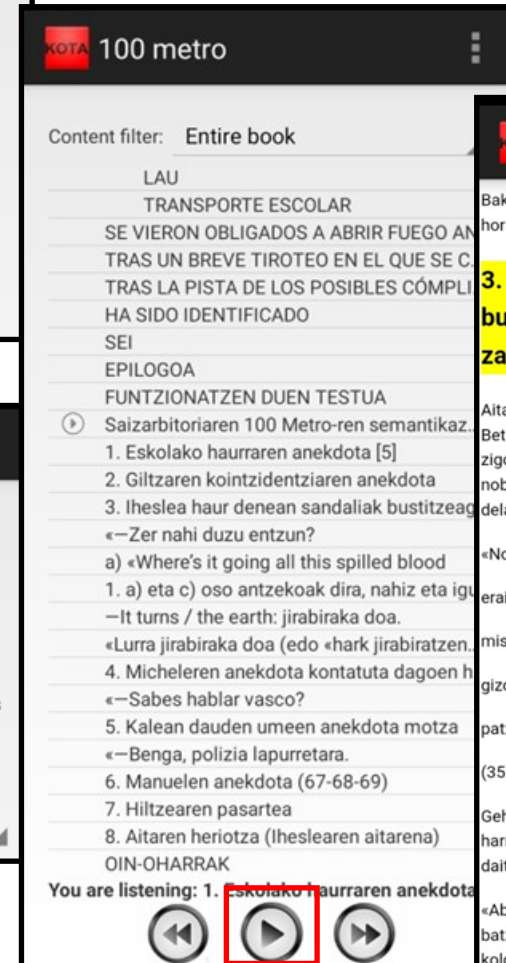 KOTA 100 metro
Content filter: Entire book
LAU
TRANSPORTE ESCOLAR
SE VIERON OBLIGADOS A ABRIR FUEGO AN
TRAS UN BREVE TIROTEO EN EL QUE SE C..
TRAS LA PISTA DE LOS POSIBLES CÓMPLI
HA SIDO IDENTIFICADO
SEI
EPILOGOA
FUNTZIONATZEN DUEN TESTUA
Saizarbitoriaren 100 Metro-ren semantikaz..
1. Eskolako haurraren anekdota [5]
2. Giltzaren kointzidentziaren anekdota
3. Iheslea haur denean sandaliak bustitzeag
«—Zer nahi duzu entzun?
a) «Where's it going all this spilled blood
1. a) eta c) oso antzekoak dira, nahiz eta igu
—It turns / the earth: jirabiraka doa.
«Lurra jirabiraka doa (edo «hark jirabiratzen..
4. Micheleren anekdota kontatuta dagoen h
«—Sabes hablar vasco?
5. Kalean dauden umeen anekdota motza
«—Benga, polizia lapurretara.
6. Manuelen anekdota (67-68-69)
7. Hiltzearen pasartea
8. Aitaren heriotza (Iheslearen aitarena)
OIN-OHARRAK
You are listening: 1. Eskolako haurraren anekdota
Bak
hor
3.
bu
za
Aita
Bet
zigo
nob
dela
«No
erai
mis
gizo
pat
(35
Geh
harr
dait
«Ab
bat
kolo